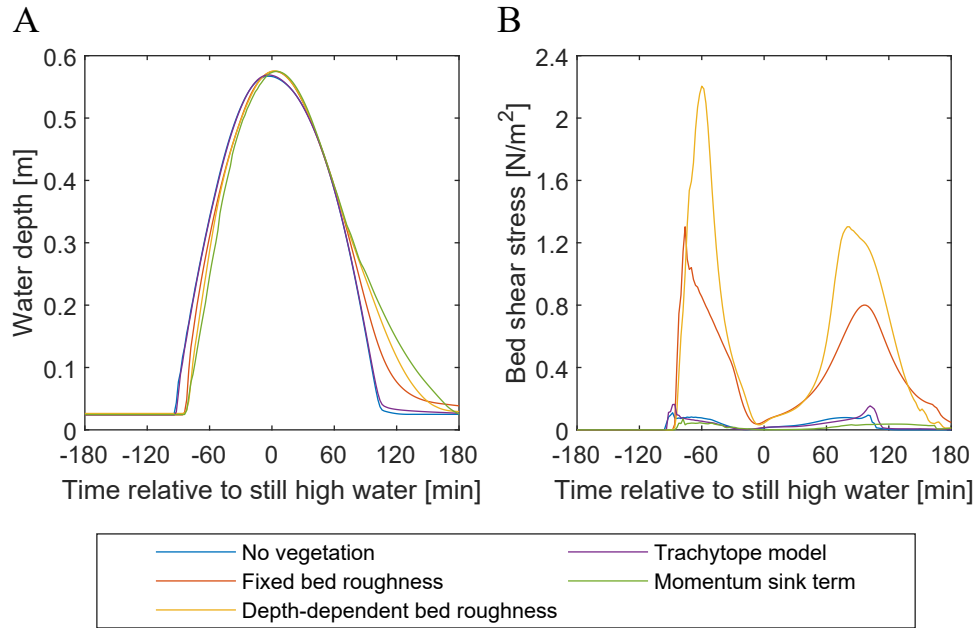 A
B
Water depth [m]
0.6
0.5
0.4
0.3
0.2
0.1
0
-180
-120
-60
0
60
120
180
Time relative to still high water [min]
Bed shear stress [N/m²]
2.4
2
1.6
1.2
0.8
0.4
0
-180
-120
-60
0
60
120
180
Time relative to still high water [min]
No vegetation
Fixed bed roughness
Depth-dependent bed roughness
Trachytope model
Momentum sink term